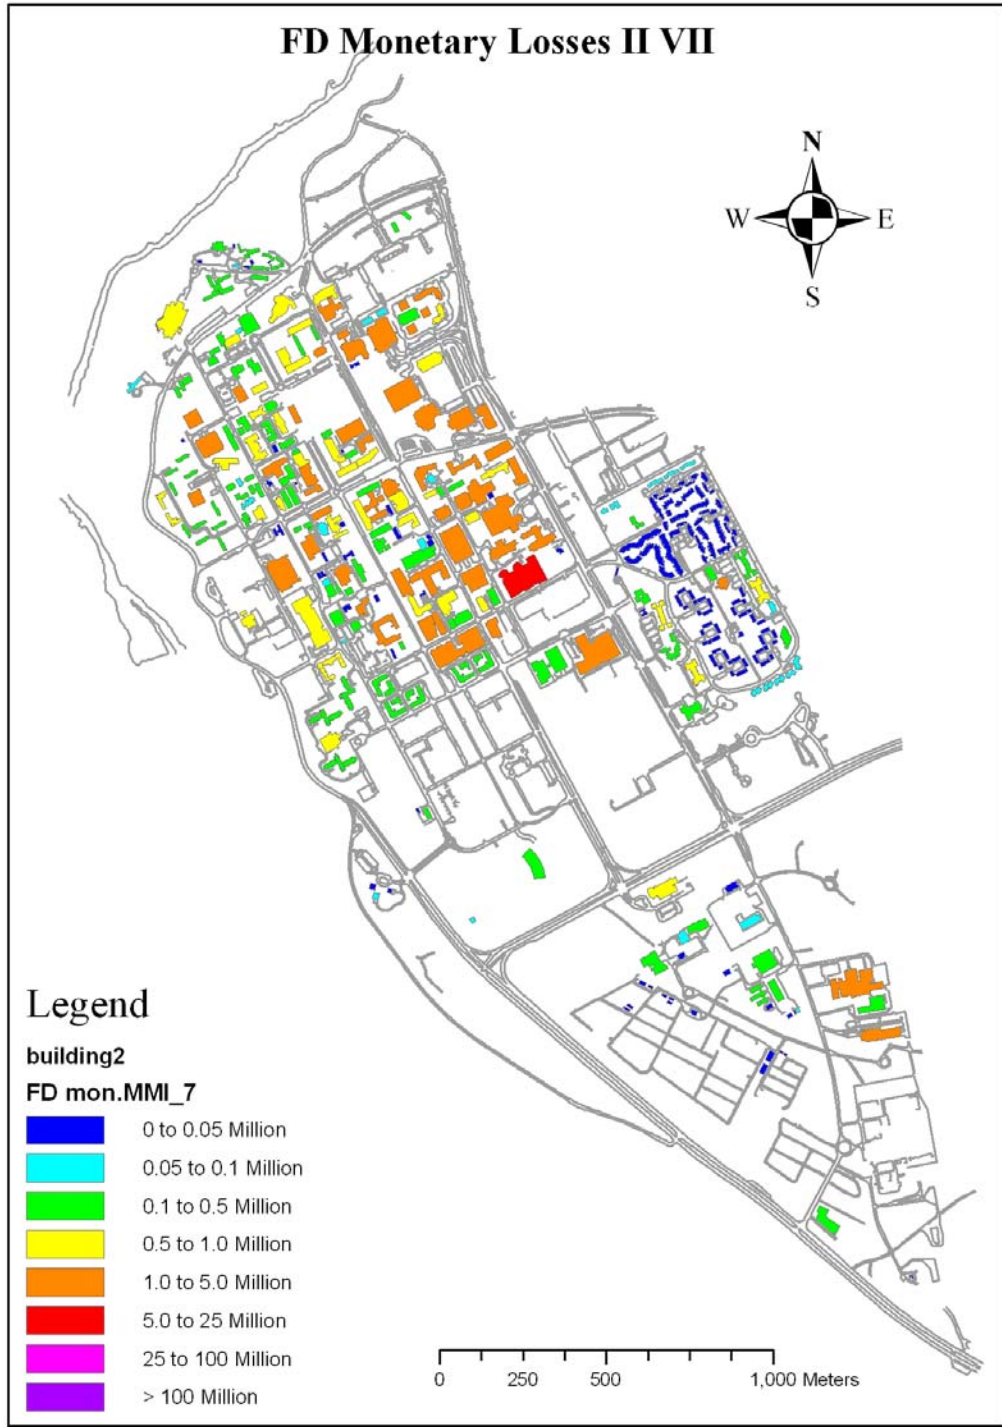 FD Monetary Losses II VII
N
W E
S
Legend
building2
FD mon.MMI_7
0 to 0.05 Million
0.05 to 0.1 Million
0.1 to 0.5 Million
0.5 to 1.0 Million
1.0 to 5.0 Million
5.0 to 25 Million
25 to 100 Million
> 100 Million
0 250 500 1,000 Meters